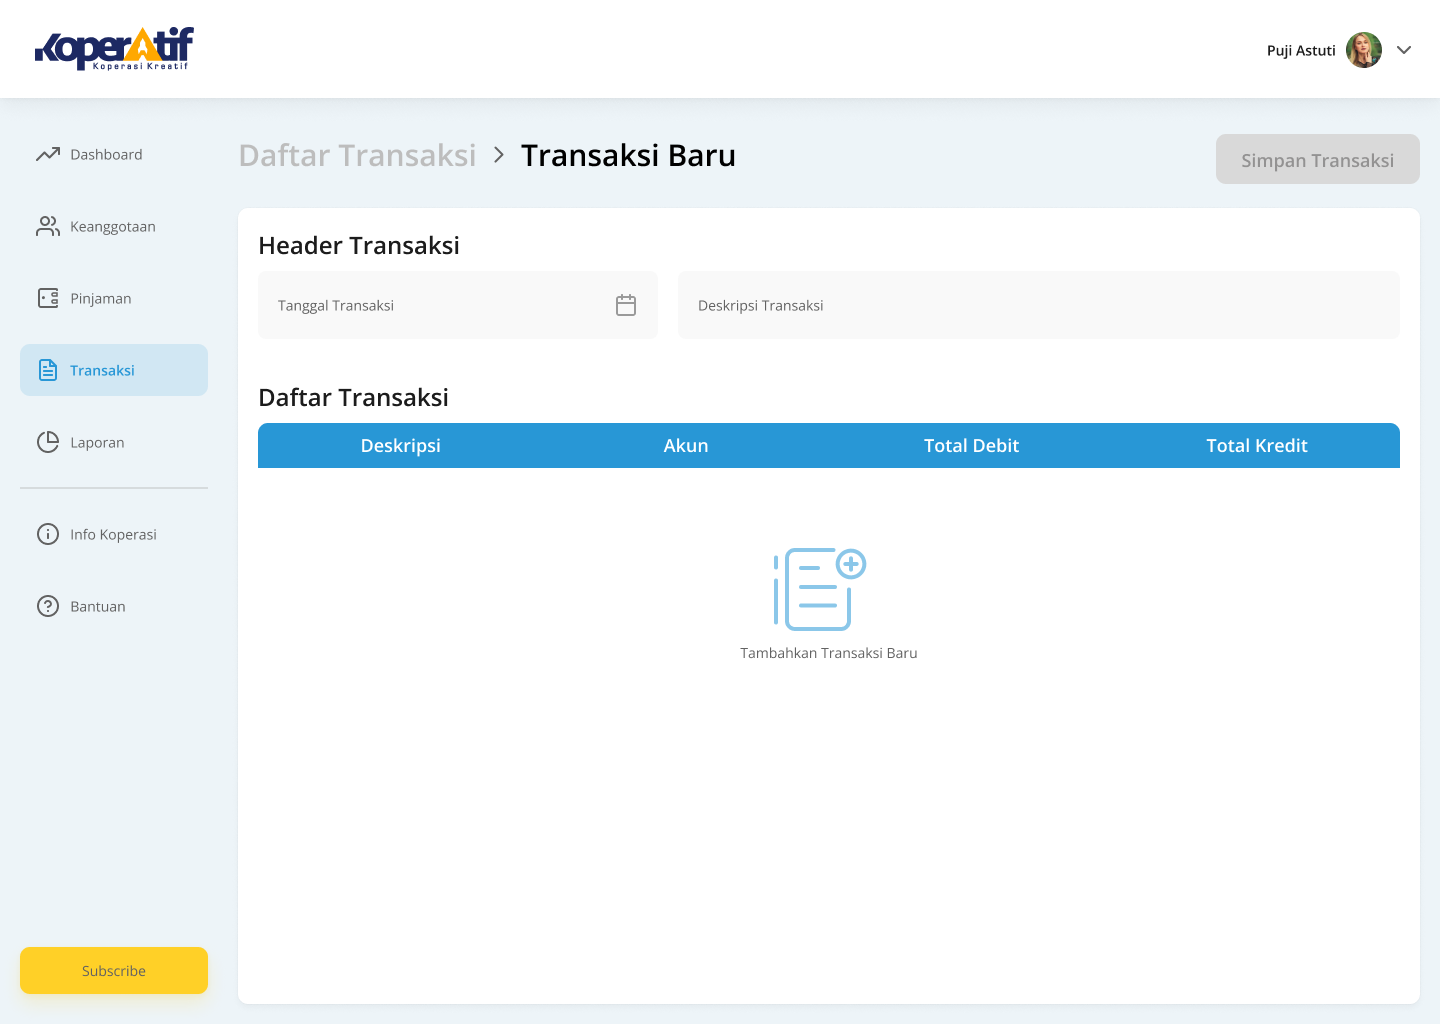 KoperAtif
Koperasi Kreatif
Puji Astuti
Dashboard
Keanggotaan
Pinjaman
Transaksi
Laporan
Info Koperasi
Bantuan
Subscribe
Daftar Transaksi > Transaksi Baru
Simpan Transaksi
Header Transaksi
Tanggal Transaksi
Deskripsi Transaksi
Daftar Transaksi
Deskripsi Akun Total Debit Total Kredit
Tambahkan Transaksi Baru